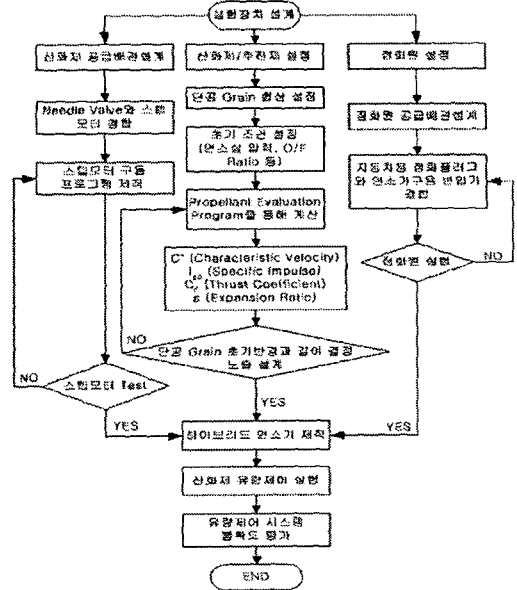 실험장치 설계
산화제 공급배관설계
Needle Valve와 스텝
모터 결합
스텝모터 구동
프로그램 제작
스텝모터 Test
NO
YES
산화제/추진제 설정
단공 Grain 형상 설정
초기 조건 설정
(연소실 압력, O/F
Ratio 등)
Propellant Evaluation
Program을 통해 계산
C* (Characteristic Velocity)
Isp (Specific Impulse)
CF (Thrust Coefficient)
ε (Expansion Ratio)
단공 Grain 초기반경과 길이 결정
노즐 설계
NO
YES
점화원 설정
점화원 공급배관설계
자동차용 점화플러그
와 연소기구용 변압기
결합
점화원 실험
NO
YES
하이브리드 연소기 제작
산화제 유량제어 실험
유량제어 시스템
불확도 평가
END